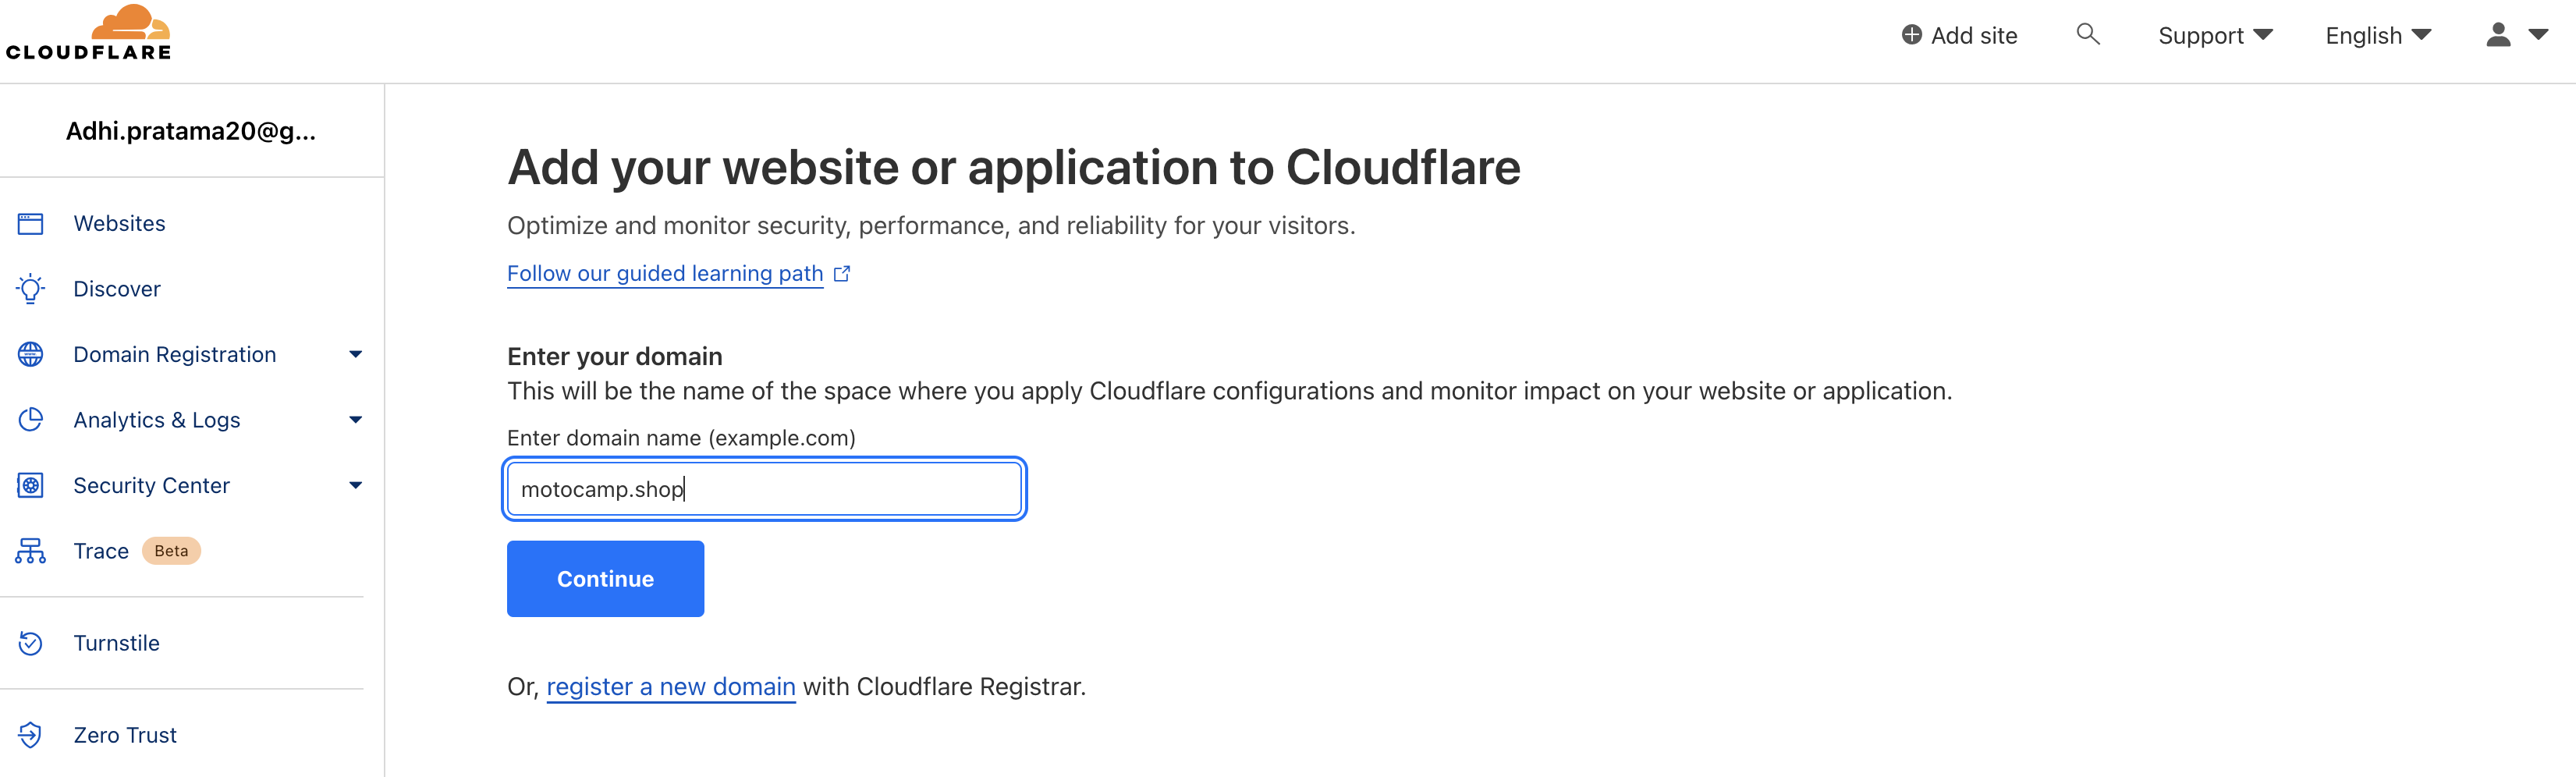 CLOUDFLARE
Add site
Support
English
Adhi.pratama20@g...
Websites
Discover
Domain Registration
Analytics & Logs
Security Center
Trace Beta
Turnstile
Zero Trust
Add your website or application to Cloudflare
Optimize and monitor security, performance, and reliability for your visitors.
Follow our guided learning path
Enter your domain
This will be the name of the space where you apply Cloudflare configurations and monitor impact on your website or application.
Enter domain name (example.com)
motocamp.shop
Continue
Or, register a new domain with Cloudflare Registrar.